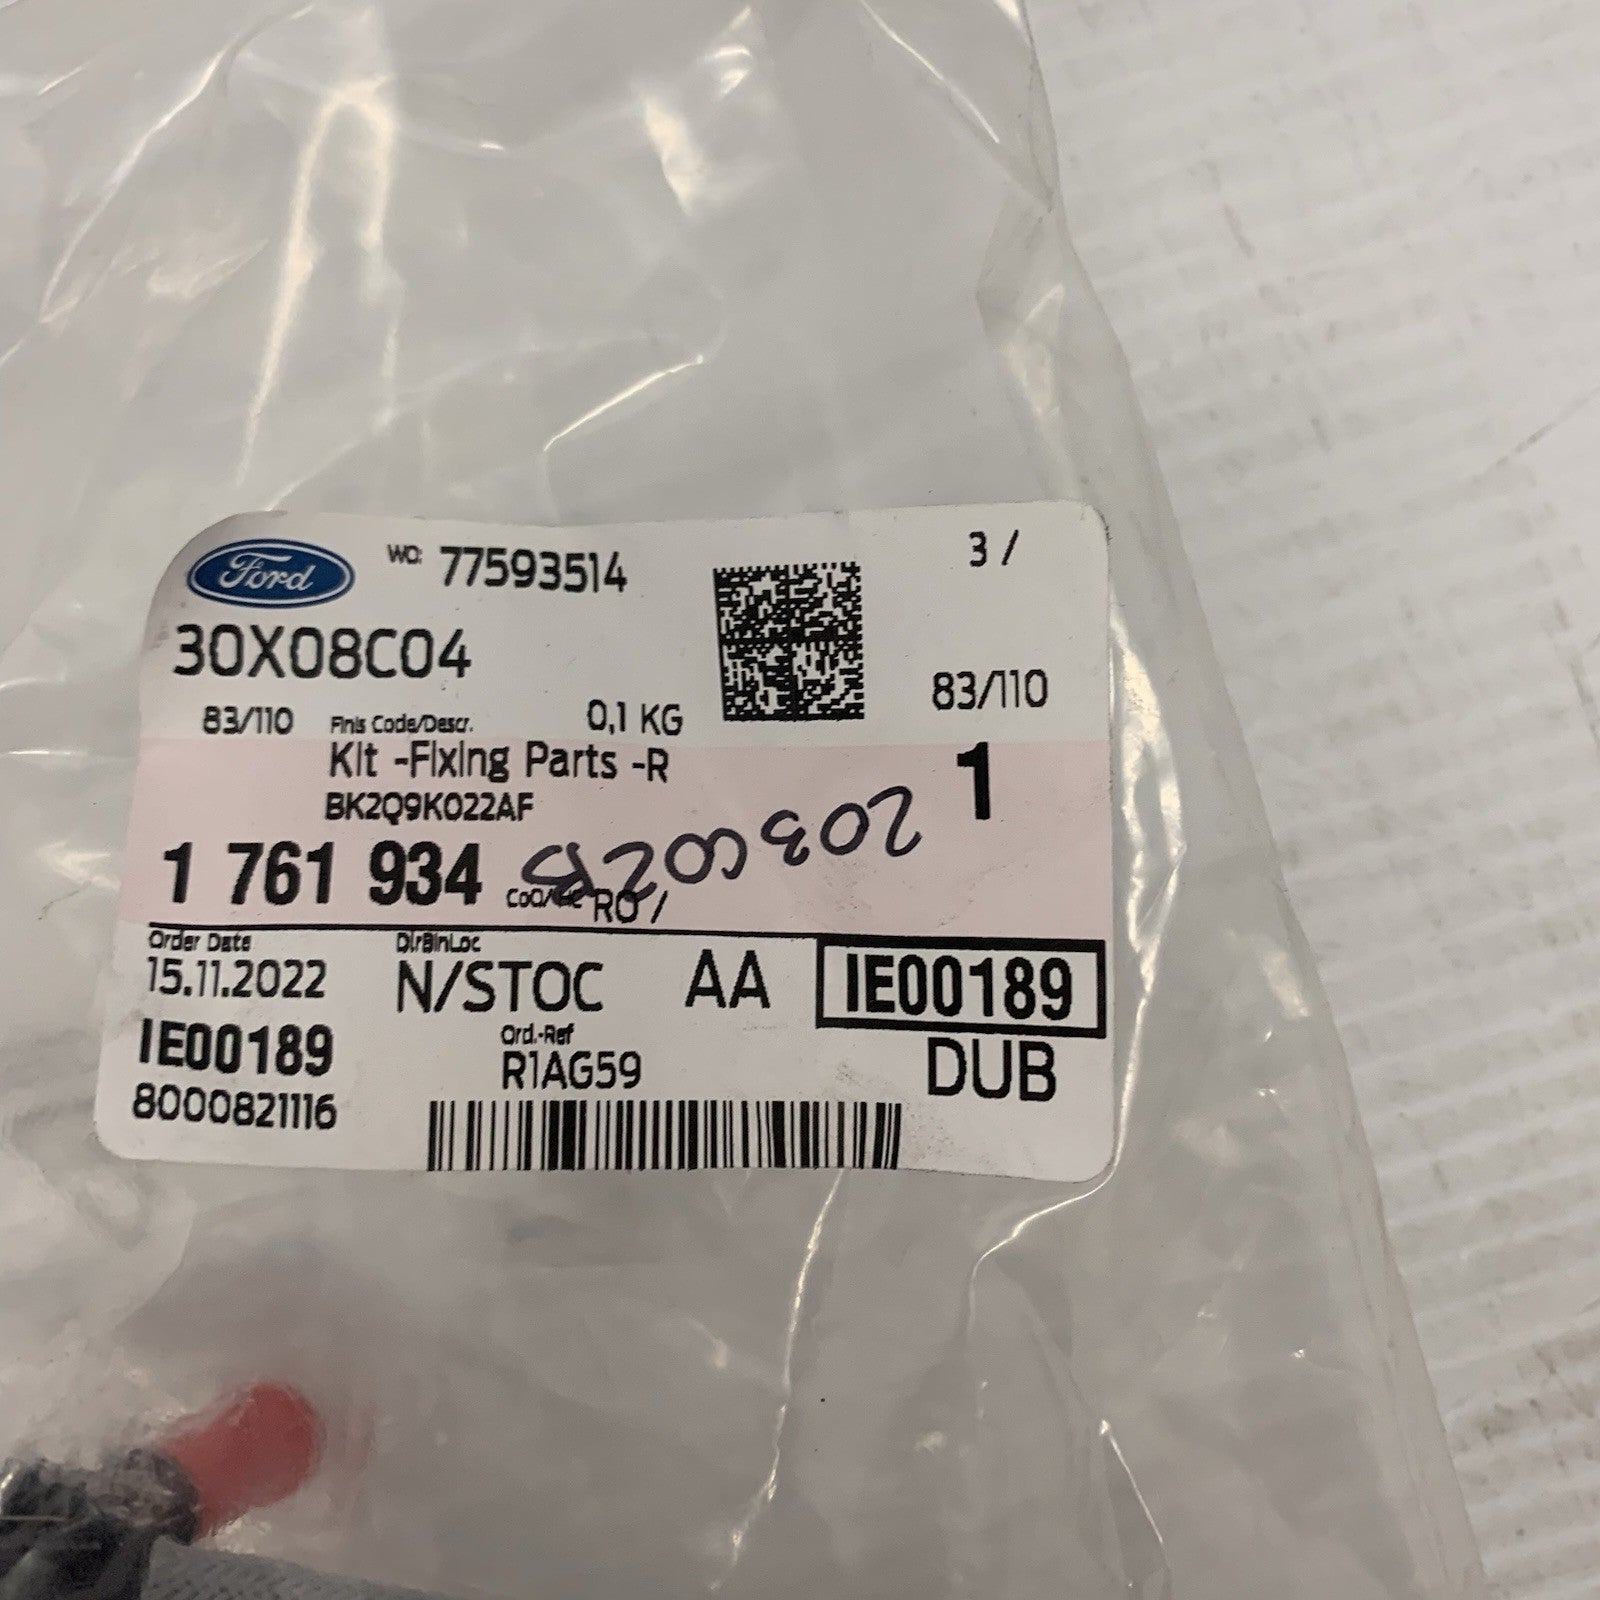 Ford WO: 77593514 3 /
30X08C04
83/110 Finis Code/Descr. 0,1 KG 83/110
Kit -Fixing Parts -R 1
BK2Q9K022AF
1 761 934 RO /
Order Date DirBinLoc
15.11.2022 N/STOC AA IE00189
IE00189 Ord.-Ref DUB
8000821116 R1AG59